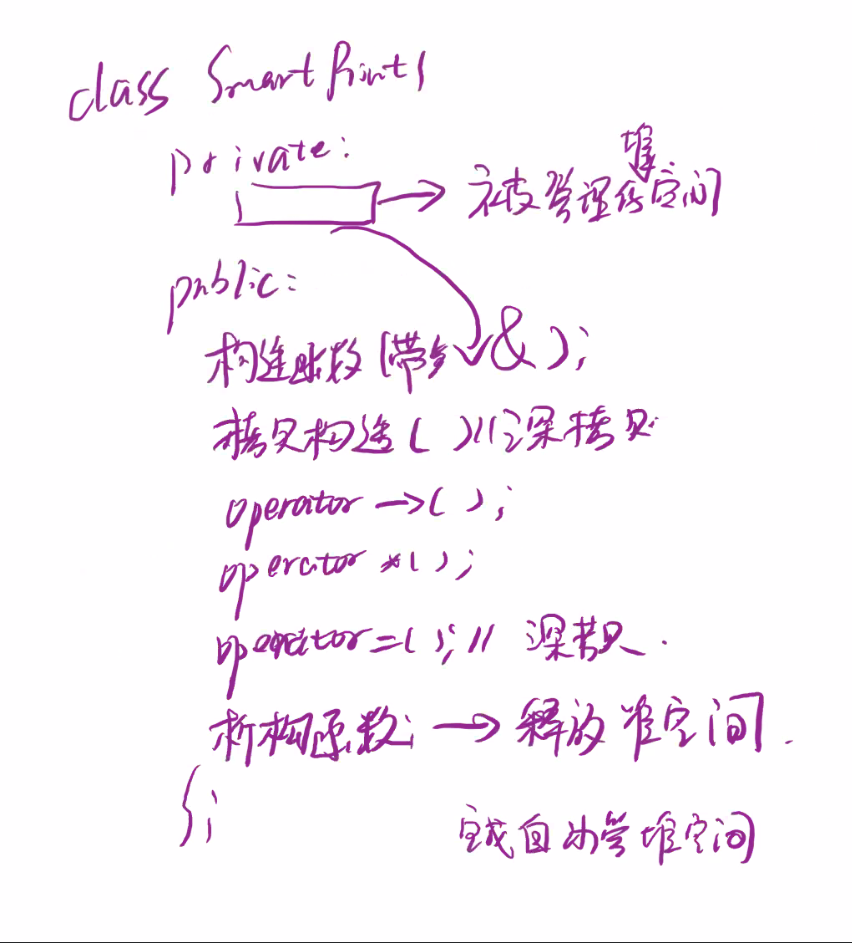 class SmartPoint{
private:
堆
被管理的空间
public:
构造函数(带参 &);
拷贝构造( )//深拷贝
operator ->( );
operator *( );
operator=( ); // 深拷贝.
析构函数; → 释放堆空间.
};
完成自动管堆空间